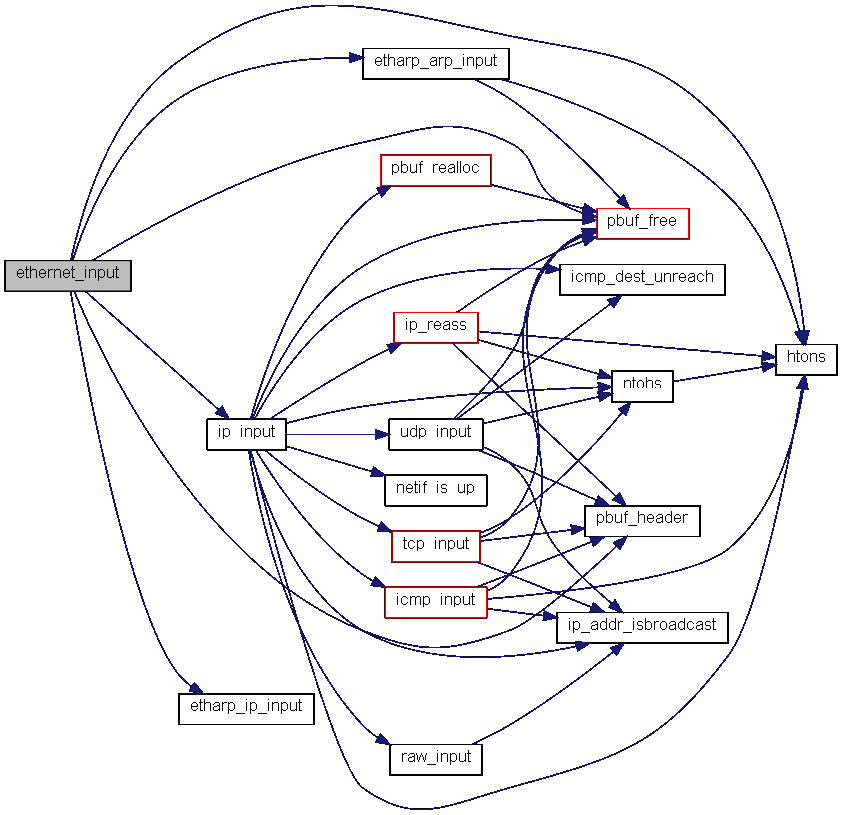 etharp_arp_input
pbuf_realloc
pbuf_free
ethernet_input
icmp_dest_unreach
ip_reass
htons
ntohs
ip_input
udp_input
netif_is_up
pbuf_header
tcp_input
icmp_input
ip_addr_isbroadcast
etharp_ip_input
raw_input